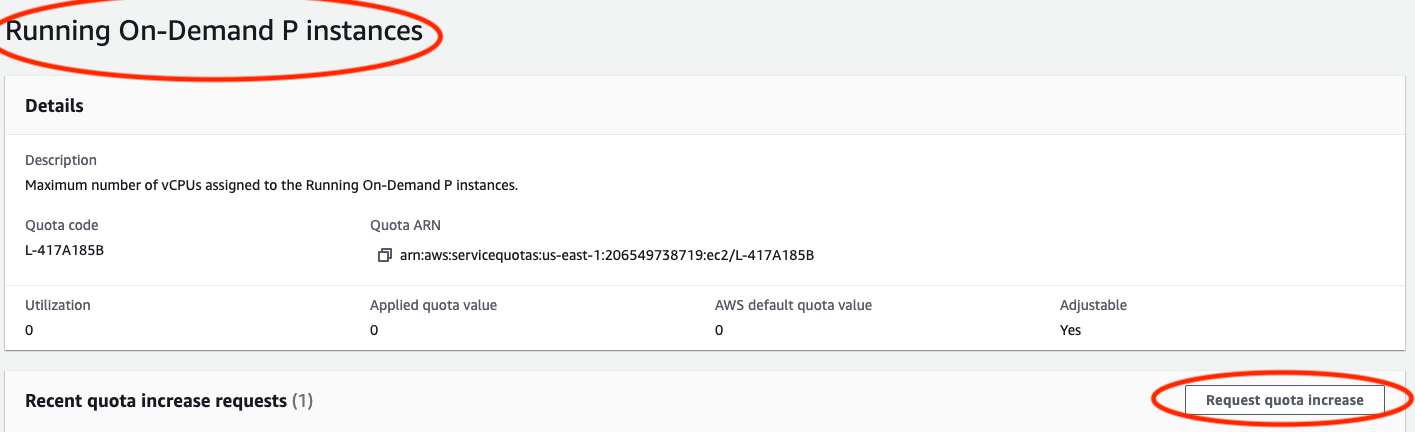 Running On-Demand P instances
Details
Description
Maximum number of vCPUs assigned to the Running On-Demand P instances.
Quota code Quota ARN
L-417A185B arn:aws:servicequotas:us-east-1:206549738719:ec2/L-417A185B
Utilization Applied quota value AWS default quota value Adjustable
0 0 0 Yes
Recent quota increase requests (1) Request quota increase